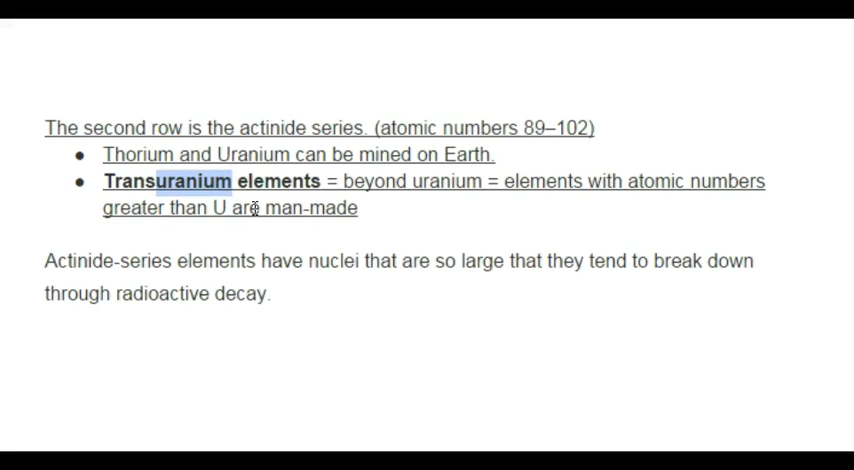 The second row is the actinide series. (atomic numbers 89–102)
● Thorium and Uranium can be mined on Earth.
● Transuranium elements = beyond uranium = elements with atomic numbers
greater than U are man-made
Actinide-series elements have nuclei that are so large that they tend to break down
through radioactive decay.